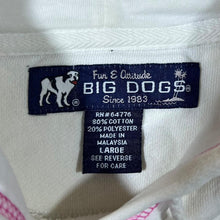 Fun & Attitude
BIG DOGS®
Since 1983
RN#64776
80% COTTON
20% POLYESTER
MADE IN
MALAYSIA
LARGE
SEE REVERSE
FOR CARE